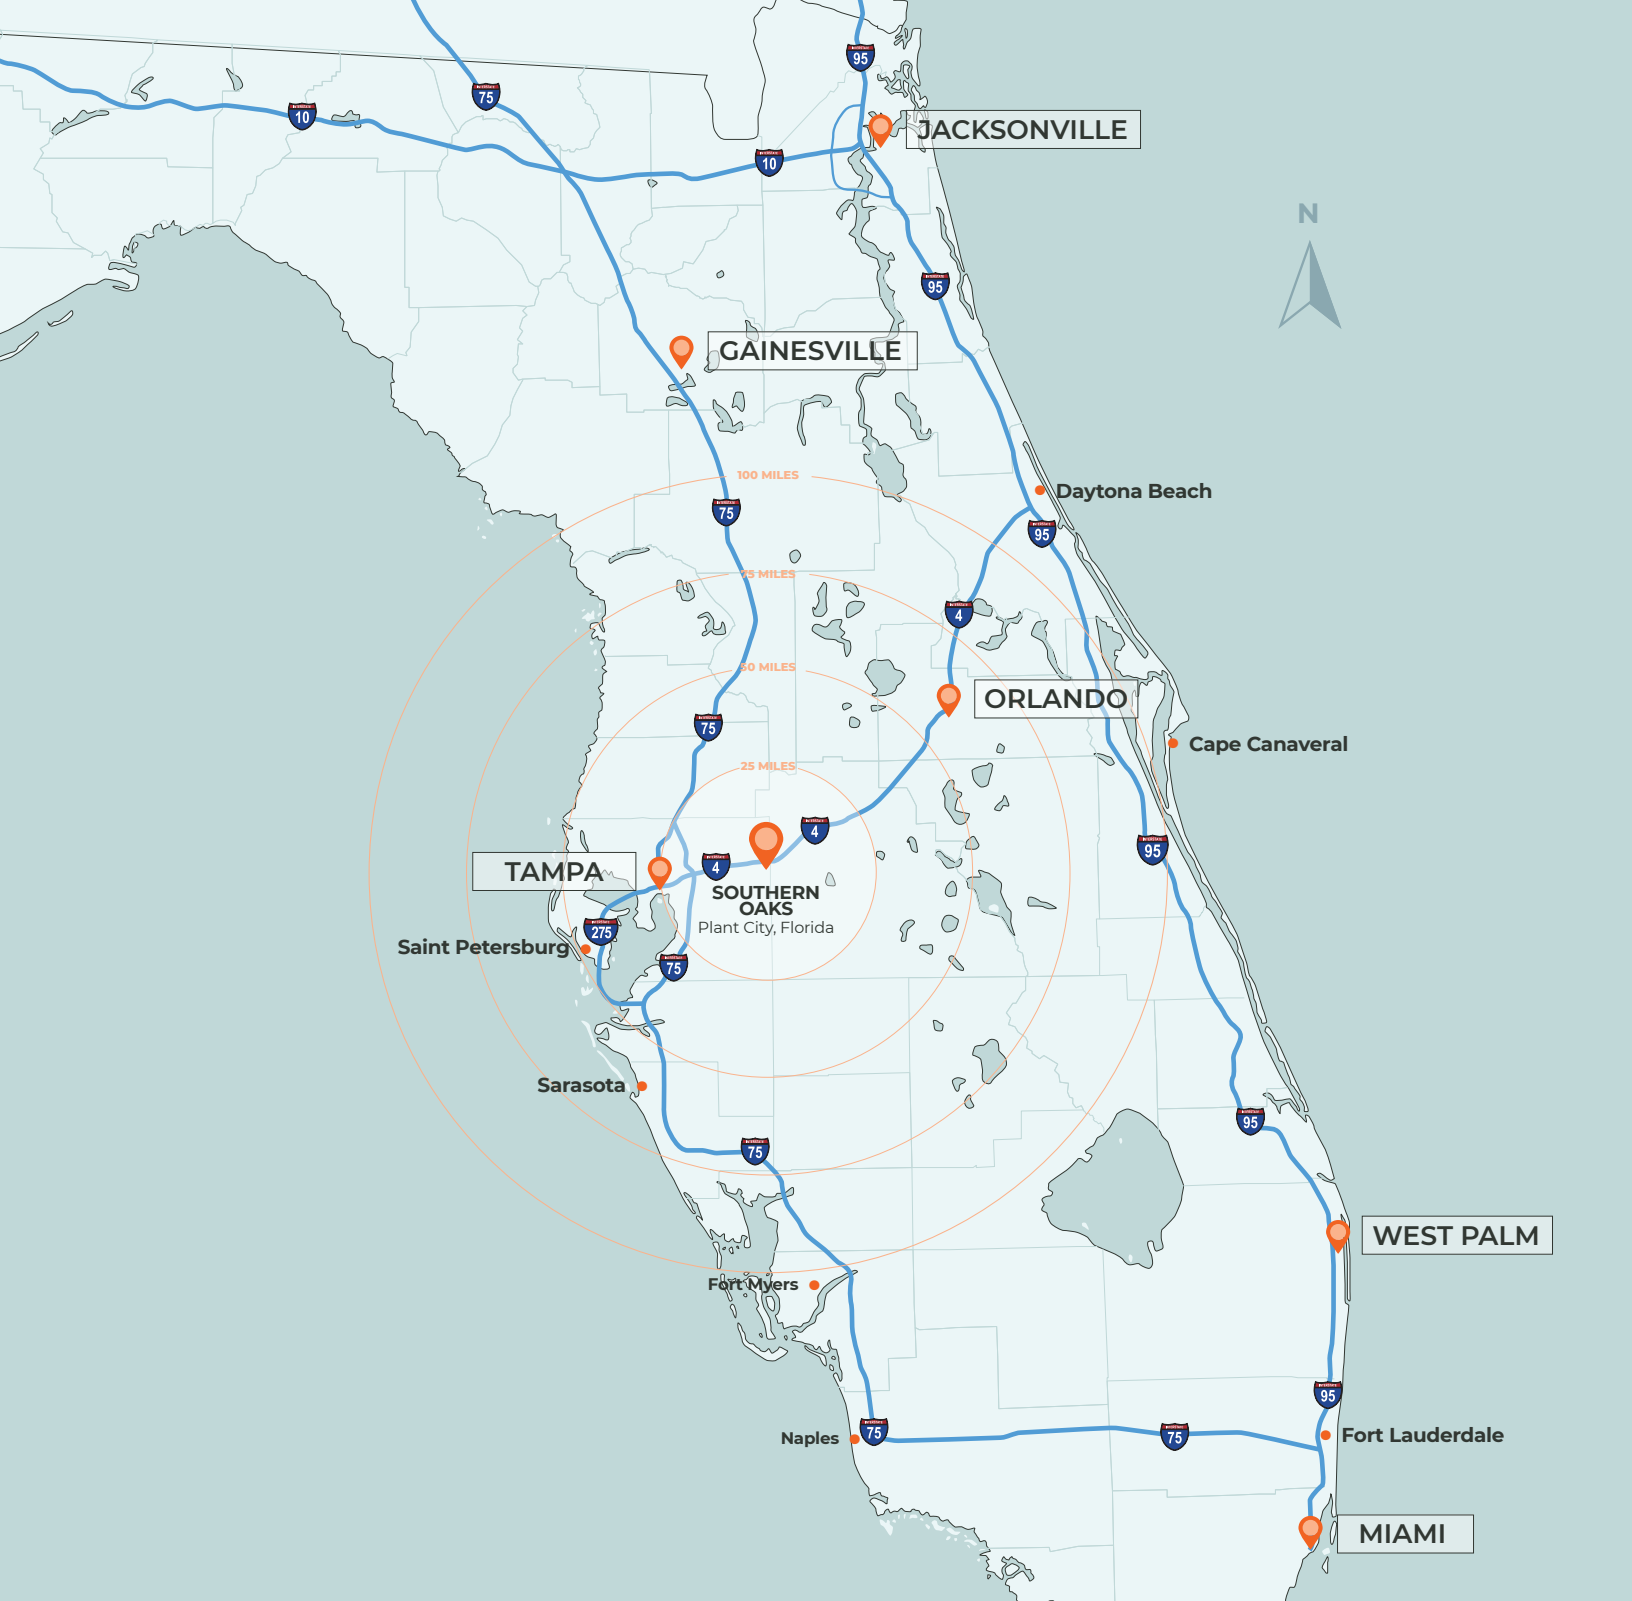 95
75
10
JACKSONVILLE
10
N
95
GAINESVILLE
100 MILES
Daytona Beach
75
95
75 MILES
4
50 MILES
ORLANDO
75
Cape Canaveral
25 MILES
4
95
TAMPA
4
SOUTHERN
OAKS
Plant City, Florida
275
Saint Petersburg
75
Sarasota
95
75
WEST PALM
Fort Myers
95
Naples
75
75
Fort Lauderdale
MIAMI